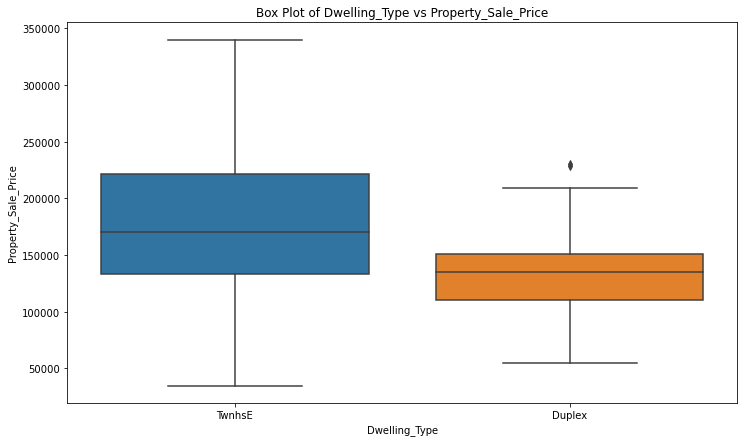 Box Plot of Dwelling_Type vs Property_Sale_Price
350000
300000
250000
200000
150000
100000
50000
Property_Sale_Price
TwnhsE
Duplex
Dwelling_Type